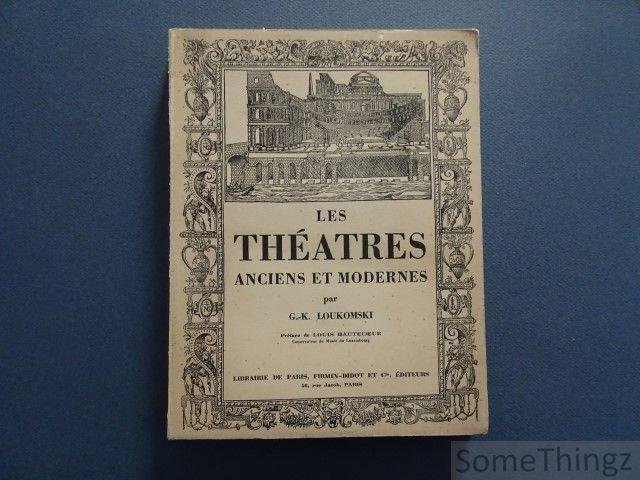 LES
THÉATRES
ANCIENS ET MODERNES
par
G.-K. LOUKOMSKI
Préface de LOUIS HAUTECŒUR
Conservateur du Musée du Luxembourg
LIBRAIRIE DE PARIS, FIRMIN-DIDOT ET Cie, ÉDITEURS
56, rue Jacob, PARIS
SomeThingz